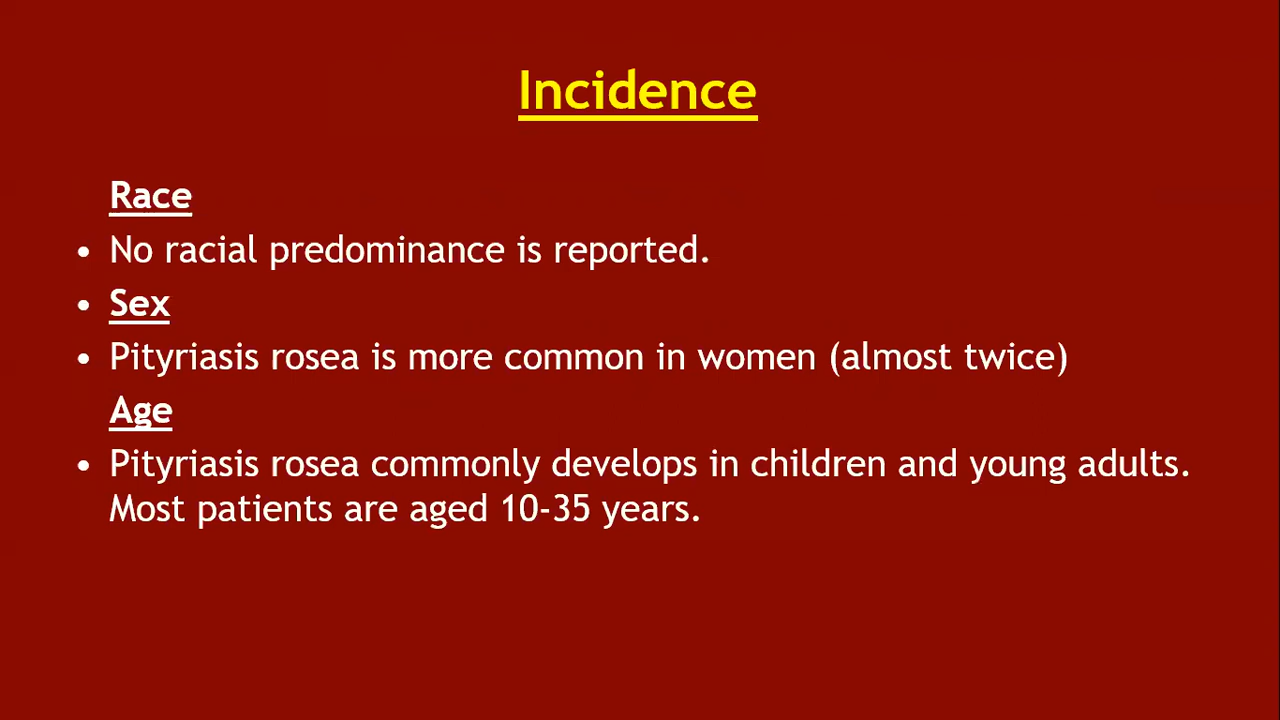 Incidence
Race
• No racial predominance is reported.
• Sex
• Pityriasis rosea is more common in women (almost twice)
Age
• Pityriasis rosea commonly develops in children and young adults.
Most patients are aged 10-35 years.